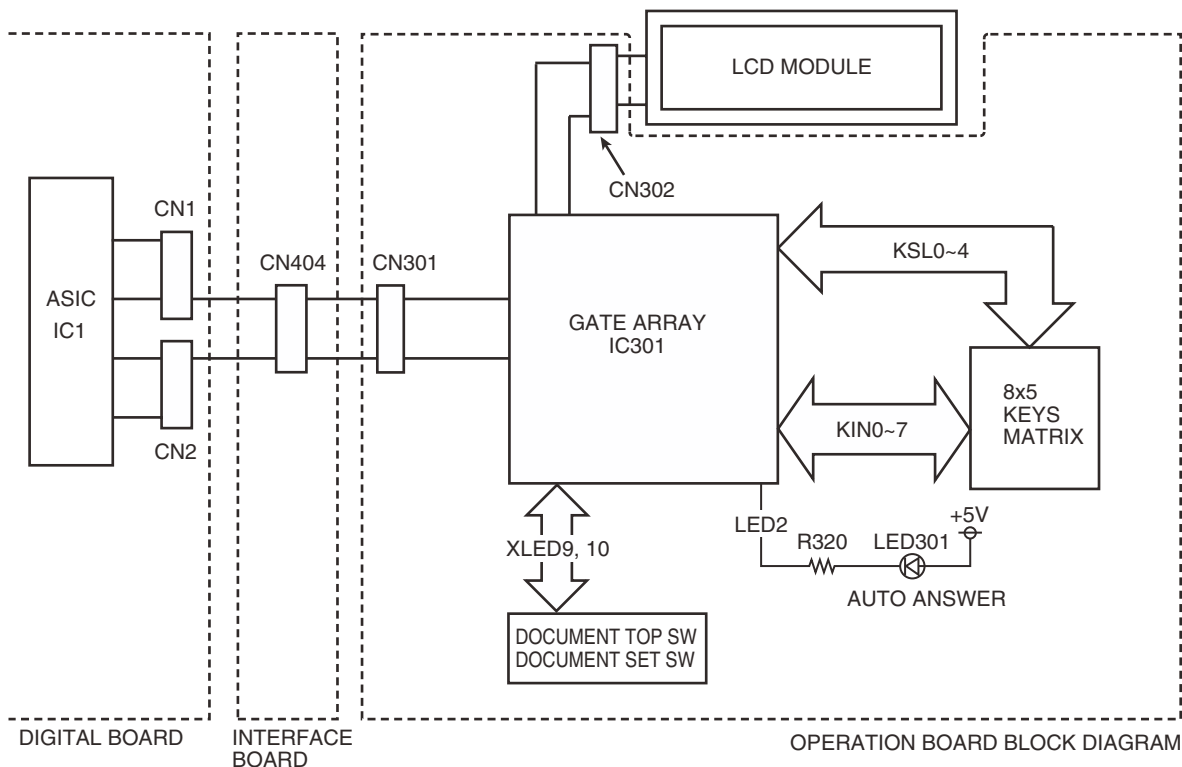 LCD MODULE
CN302
CN1
CN404
CN301
KSL0~4
ASIC
IC1
GATE ARRAY
IC301
8x5
KEYS
MATRIX
KIN0~7
CN2
LED2
+5V
R320
LED301
XLED9, 10
AUTO ANSWER
DOCUMENT TOP SW
DOCUMENT SET SW
DIGITAL BOARD
INTERFACE
BOARD
OPERATION BOARD BLOCK DIAGRAM